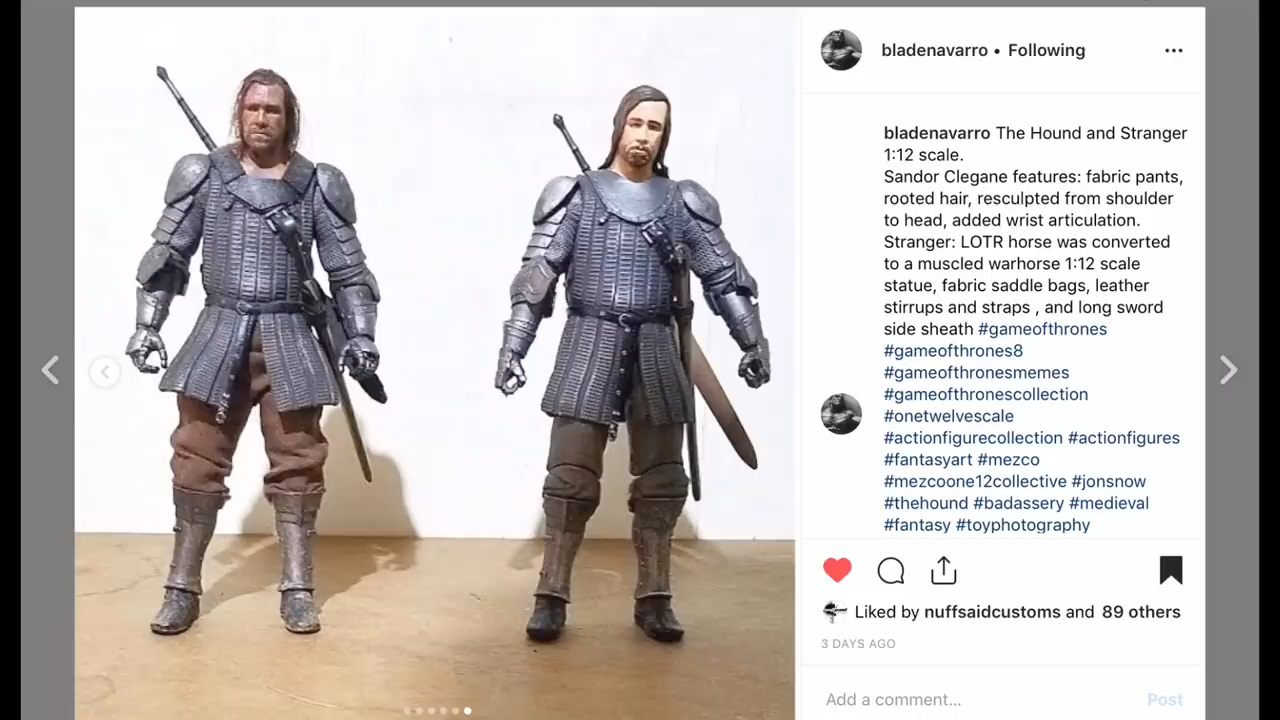 bladenavarro • Following
bladenavarro The Hound and Stranger
1:12 scale.
Sandor Clegane features: fabric pants,
rooted hair, resculpted from shoulder
to head, added wrist articulation.
Stranger: LOTR horse was converted
to a muscled warhorse 1:12 scale
statue, fabric saddle bags, leather
stirrups and straps , and long sword
side sheath #gameofthrones
#gameofthrones8
#gameofthronesmemes
#gameofthronescollection
#onetwelvescale
#actionfigurecollection #actionfigures
#fantasyart #mezco
#mezcoone12collective #jonsnow
#thehound #badassery #medieval
#fantasy #toyphotography
Liked by nuffsaidcustoms and 89 others
3 DAYS AGO
Add a comment...
Post